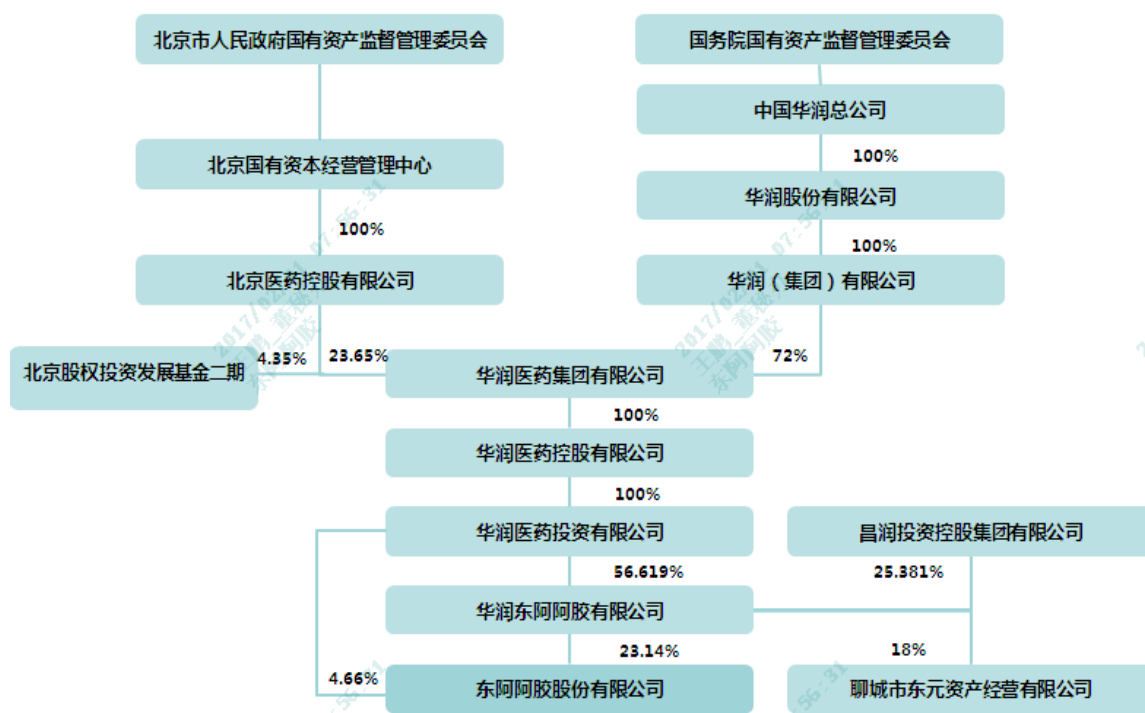 北京市人民政府国有资产监督管理委员会
国务院国有资产监督管理委员会
中国华润总公司
100%
北京国有资本经营管理中心
华润股份有限公司
100%
100%
北京医药控股有限公司
华润（集团）有限公司
北京股权投资发展基金二期
4.35%
23.65%
华润医药集团有限公司
72%
100%
华润医药控股有限公司
100%
华润医药投资有限公司
昌润投资控股集团有限公司
56.619%
25.381%
华润东阿阿胶有限公司
23.14%
18%
4.66%
东阿阿胶股份有限公司
聊城市东元资产经营有限公司